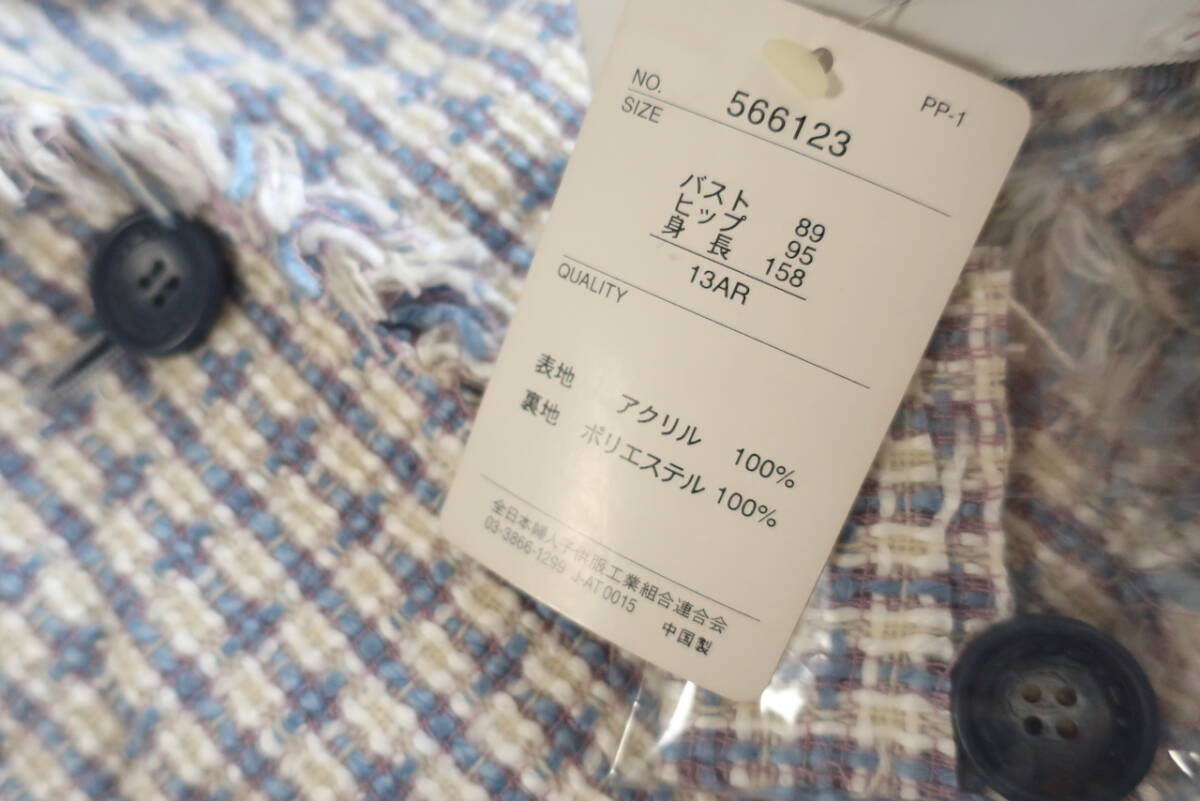 PP-1
NO. 566123
SIZE
バスト 89
ヒップ 95
身長 158
13AR
QUALITY
表地 アクリル 100%
裏地 ポリエステル 100%
全日本婦人子供服工業組合連合会
03-3866-1299 J-AT0015
中国製